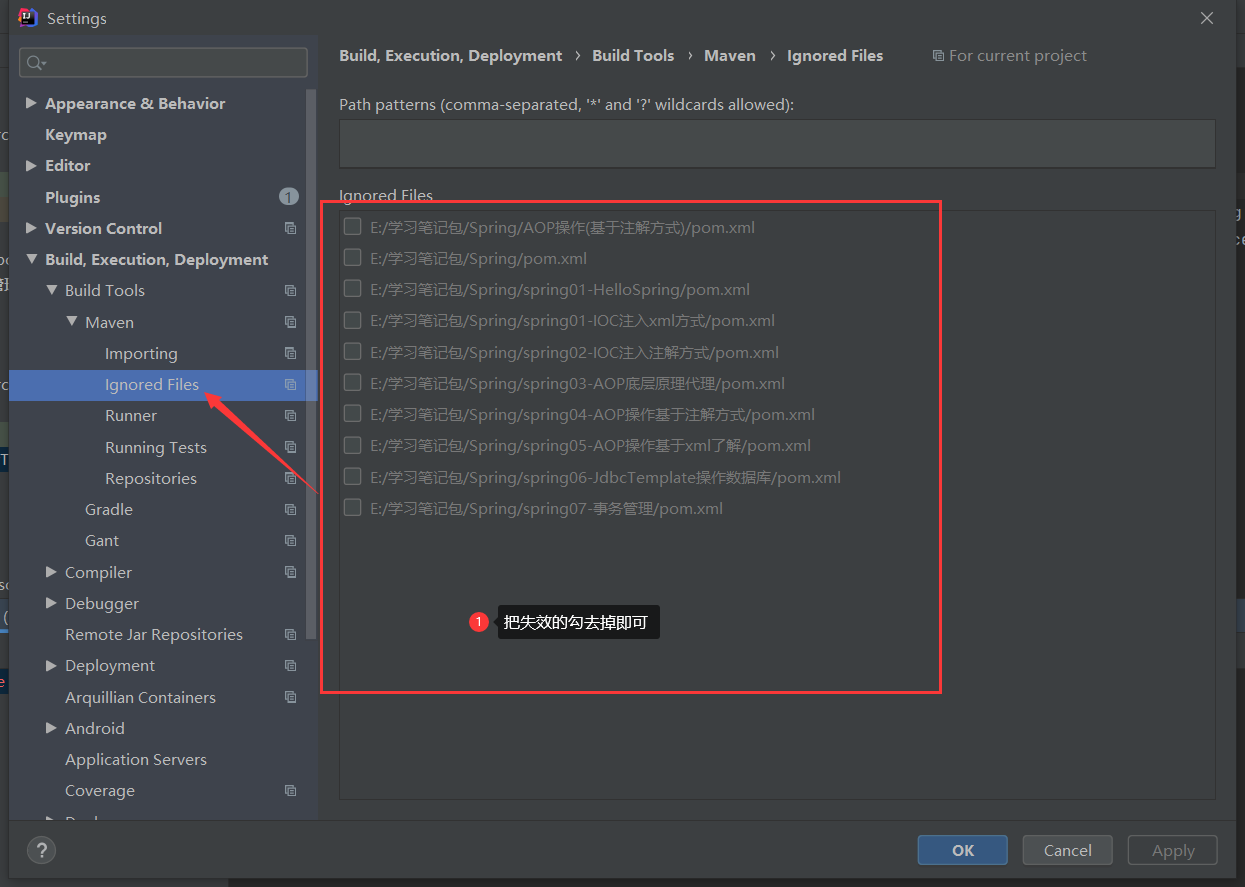 Settings
Build, Execution, Deployment › Build Tools › Maven › Ignored Files For current project
Path patterns (comma-separated, '*' and '?' wildcards allowed):
Appearance & Behavior
Keymap
Editor
Plugins 1
Version Control
Build, Execution, Deployment
Build Tools
Maven
Importing
Ignored Files
Runner
Running Tests
Repositories
Gradle
Gant
Compiler
Debugger
Remote Jar Repositories
Deployment
Arquillian Containers
Android
Application Servers
Coverage
Ignored Files
E:/学习笔记包/Spring/AOP操作(基于注解方式)/pom.xml
E:/学习笔记包/Spring/pom.xml
E:/学习笔记包/Spring/spring01-HelloSpring/pom.xml
E:/学习笔记包/Spring/spring01-IOC注入xml方式/pom.xml
E:/学习笔记包/Spring/spring02-IOC注入注解方式/pom.xml
E:/学习笔记包/Spring/spring03-AOP底层原理代理/pom.xml
E:/学习笔记包/Spring/spring04-AOP操作基于注解方式/pom.xml
E:/学习笔记包/Spring/spring05-AOP操作基于xml了解/pom.xml
E:/学习笔记包/Spring/spring06-JdbcTemplate操作数据库/pom.xml
E:/学习笔记包/Spring/spring07-事务管理/pom.xml
1 把失效的勾去掉即可
?
OK
Cancel
Apply